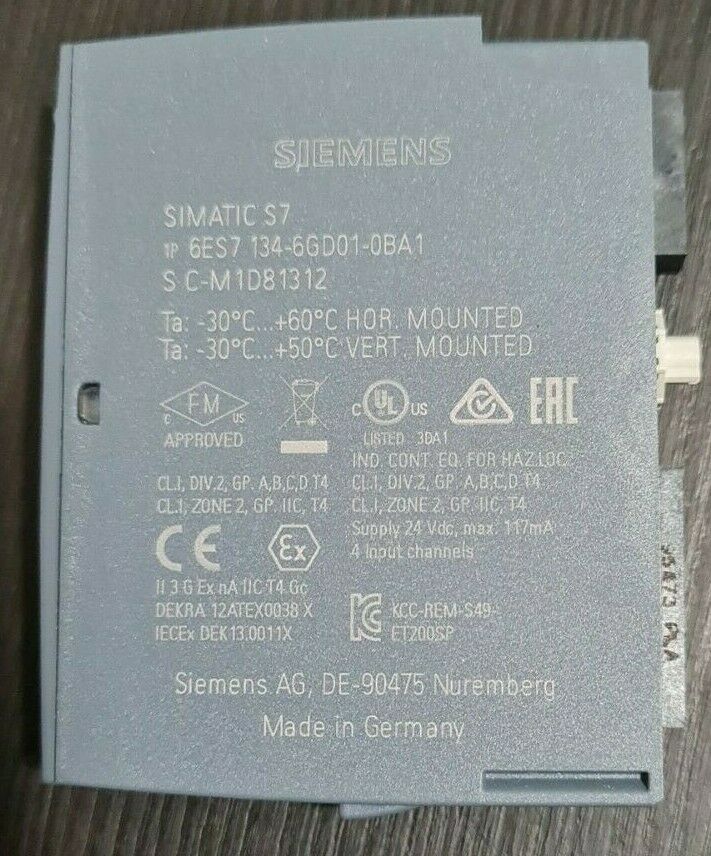 SIEMENS
SIMATIC S7
1P 6ES7 134-6GD01-0BA1
S C-M1D81312
Ta: -30°C...+60°C HOR. MOUNTED
Ta: -30°C...+50°C VERT. MOUNTED
FM
C US
APPROVED
C UL US
LISTED 3DA1
EAC
IND. CONT. EQ. FOR HAZ.LOC.
CL.I, DIV.2, GP. A,B,C,D T4
CL.I, ZONE 2, GP. IIC, T4
CL.I, DIV.2, GP. A,B,C,D T4
CL.I, ZONE 2, GP. IIC, T4
Supply 24 Vdc, max. 117mA
4 Input channels
CE
Ex
II 3 G Ex nA IIC T4 Gc
DEKRA 12ATEX0038 X
IECEx DEK13.0011X
KCC-REM-S49-
ET200SP
Siemens AG, DE-90475 Nuremberg
Made in Germany